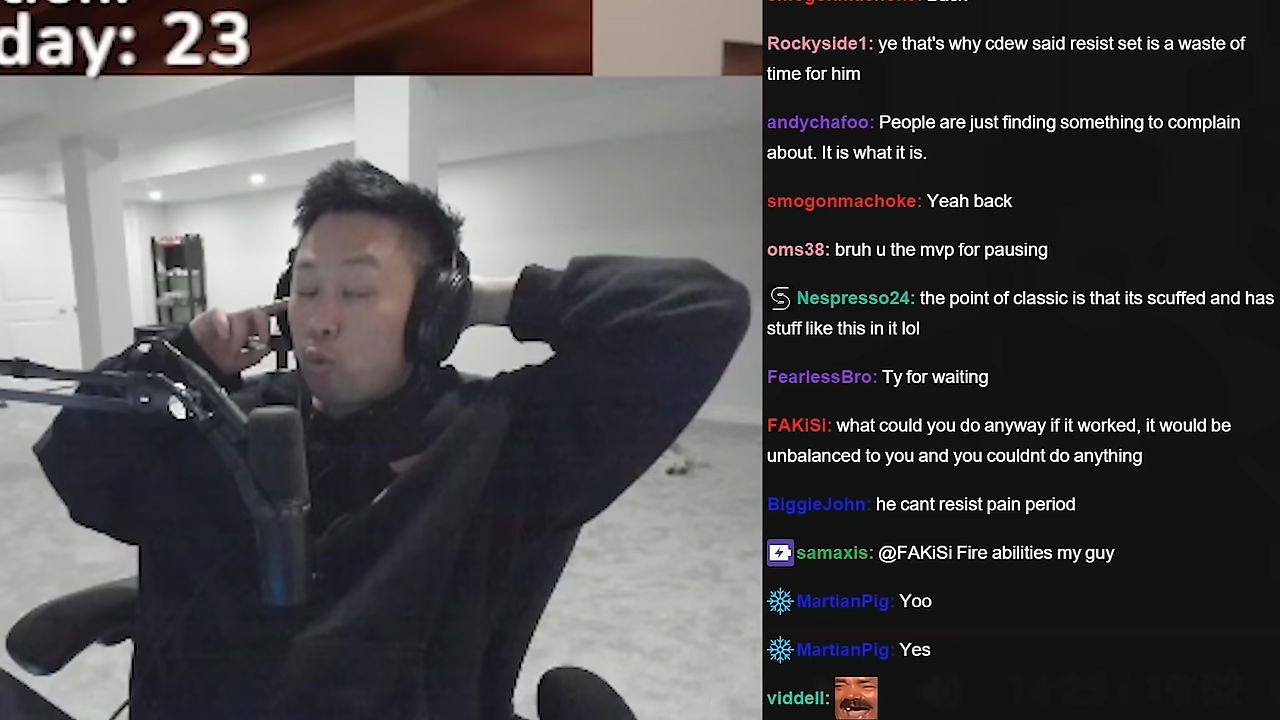 day: 23
Rockyside1: ye that's why cdew said resist set is a waste of
time for him
andychafoo: People are just finding something to complain
about. It is what it is.
smogonmachoke: Yeah back
oms38: bruh u the mvp for pausing
Nespresso24: the point of classic is that its scuffed and has
stuff like this in it lol
FearlessBro: Ty for waiting
FAKiSi: what could you do anyway if it worked, it would be
unbalanced to you and you couldnt do anything
BiggieJohn: he cant resist pain period
samaxis: @FAKiSi Fire abilities my guy
MartianPig: Yoo
MartianPig: Yes
viddell: